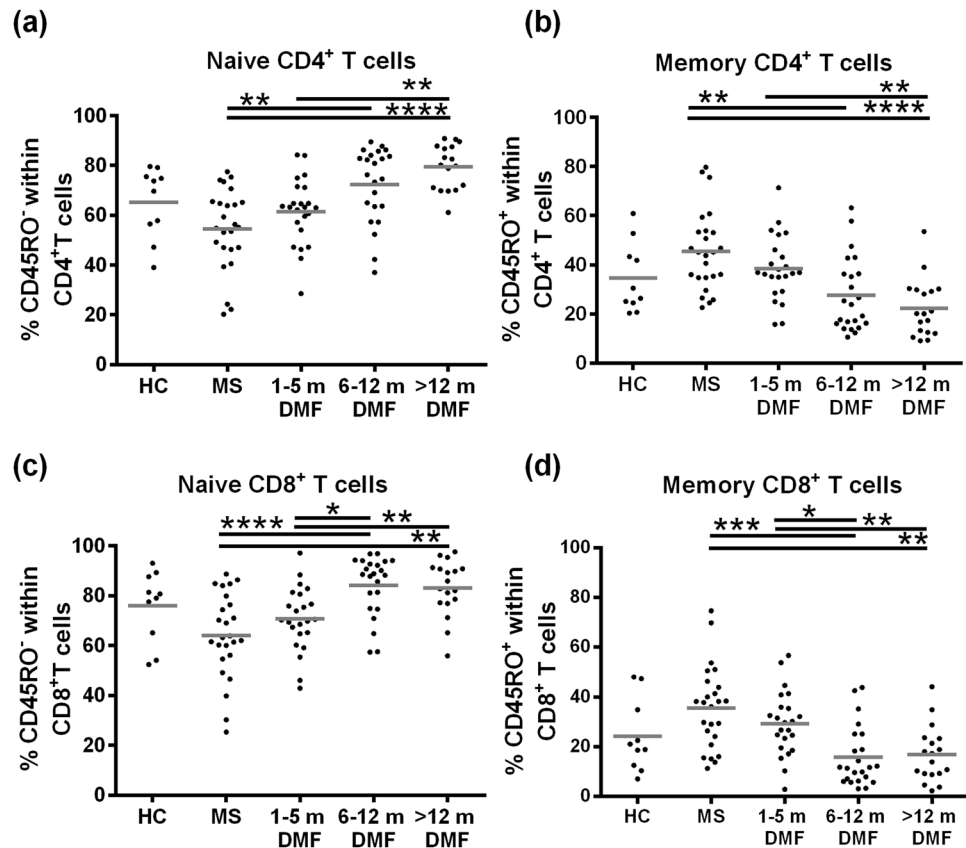 (a)
Naive CD4⁺ T cells
**
**
****
% CD45RO⁻ within
CD4⁺T cells
100
80
60
40
20
0
HC MS 1-5 m 6-12 m >12 m
DMF DMF DMF
(b)
Memory CD4⁺ T cells
**
**
****
% CD45RO⁺ within
CD4⁺ T cells
100
80
60
40
20
0
HC MS 1-5 m 6-12 m >12 m
DMF DMF DMF
(c)
Naive CD8⁺ T cells
*
**
****
**
% CD45RO⁻ within
CD8⁺T cells
100
80
60
40
20
0
HC MS 1-5 m 6-12 m >12 m
DMF DMF DMF
(d)
Memory CD8⁺ T cells
*
**
***
**
% CD45RO⁺ within
CD8⁺ T cells
100
80
60
40
20
0
HC MS 1-5 m 6-12 m >12 m
DMF DMF DMF